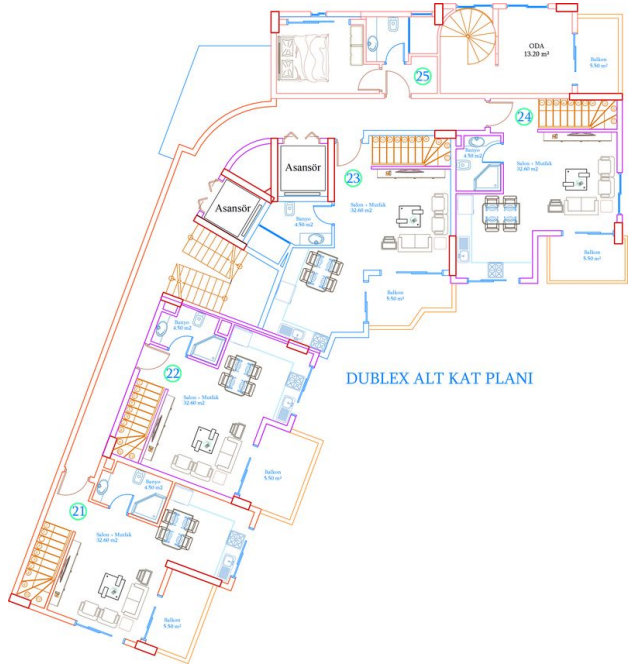 ODA
13.20 m²
Balkon
5.50 m²
25
24
Banyo
4.50 m2
Salon - Mutfak
32.60 m2
Asansör
23
Salon - Mutfak
32.60 m2
Asansör
Banyo
4.50 m2
Balkon
5.50 m²
Balkon
5.50 m²
Banyo
4.50 m2
22
DUBLEX ALT KAT PLANI
Salon - Mutfak
32.60 m2
Balkon
5.50 m²
Banyo
4.50 m2
21
Salon - Mutfak
32.60 m2
Balkon
5.50 m²